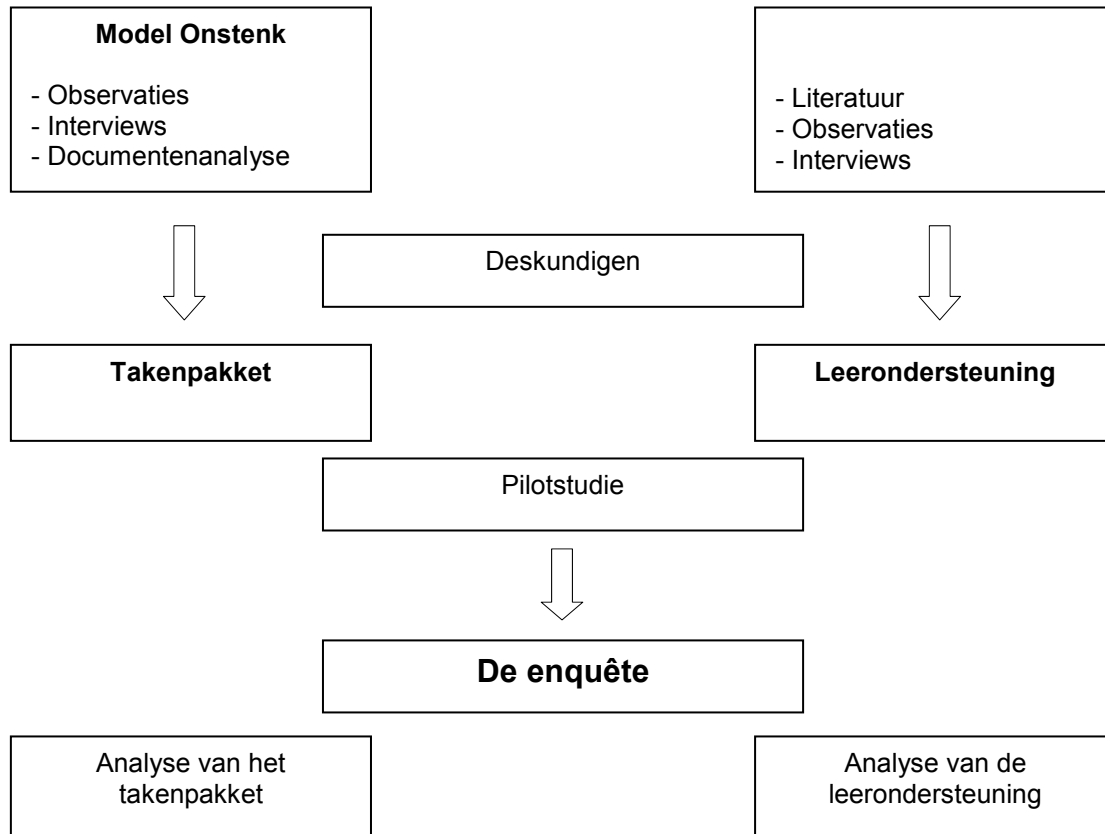 Model Onstenk
- Observaties
- Interviews
- Documentenanalyse
- Literatuur
- Observaties
- Interviews
Deskundigen
Takenpakket
Leerondersteuning
Pilotstudie
De enquête
Analyse van het
takenpakket
Analyse van de
leerondersteuning